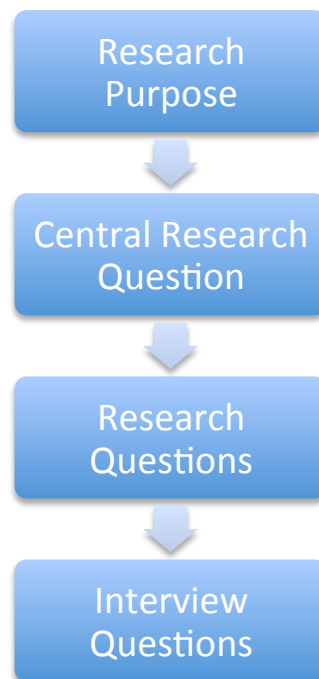 Research
Purpose
Central Research
Question
Research
Questions
Interview
Questions